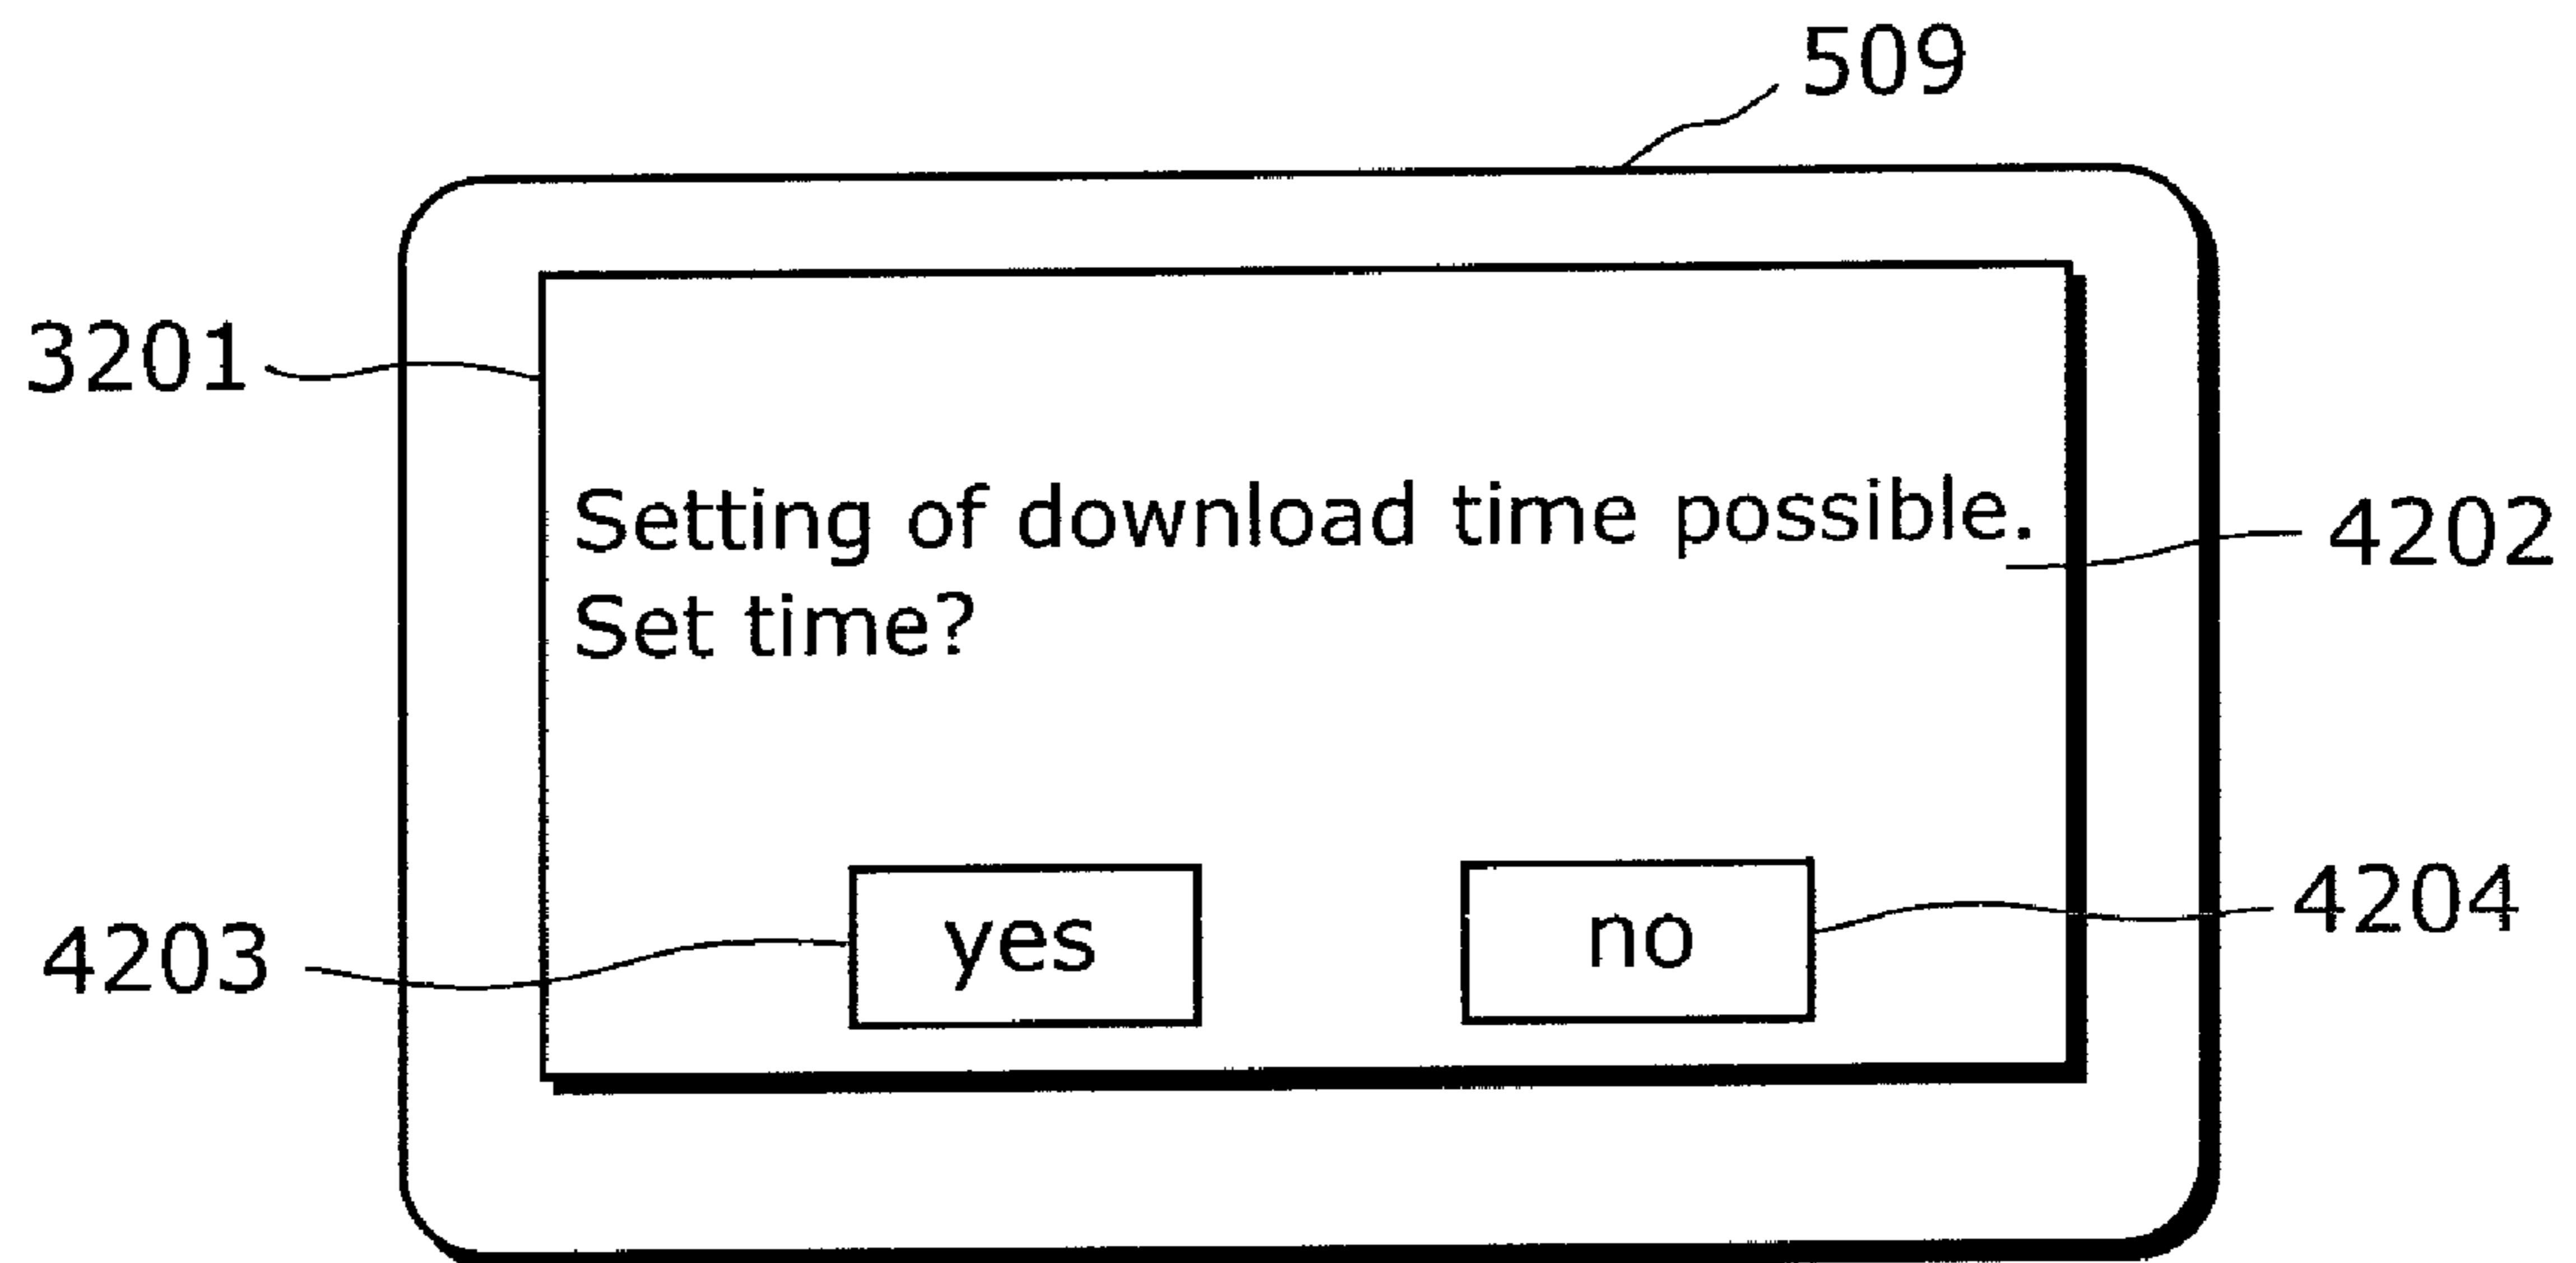 509
3201
Setting of download time possible.
4202
Set time?
yes
no
4204
4203